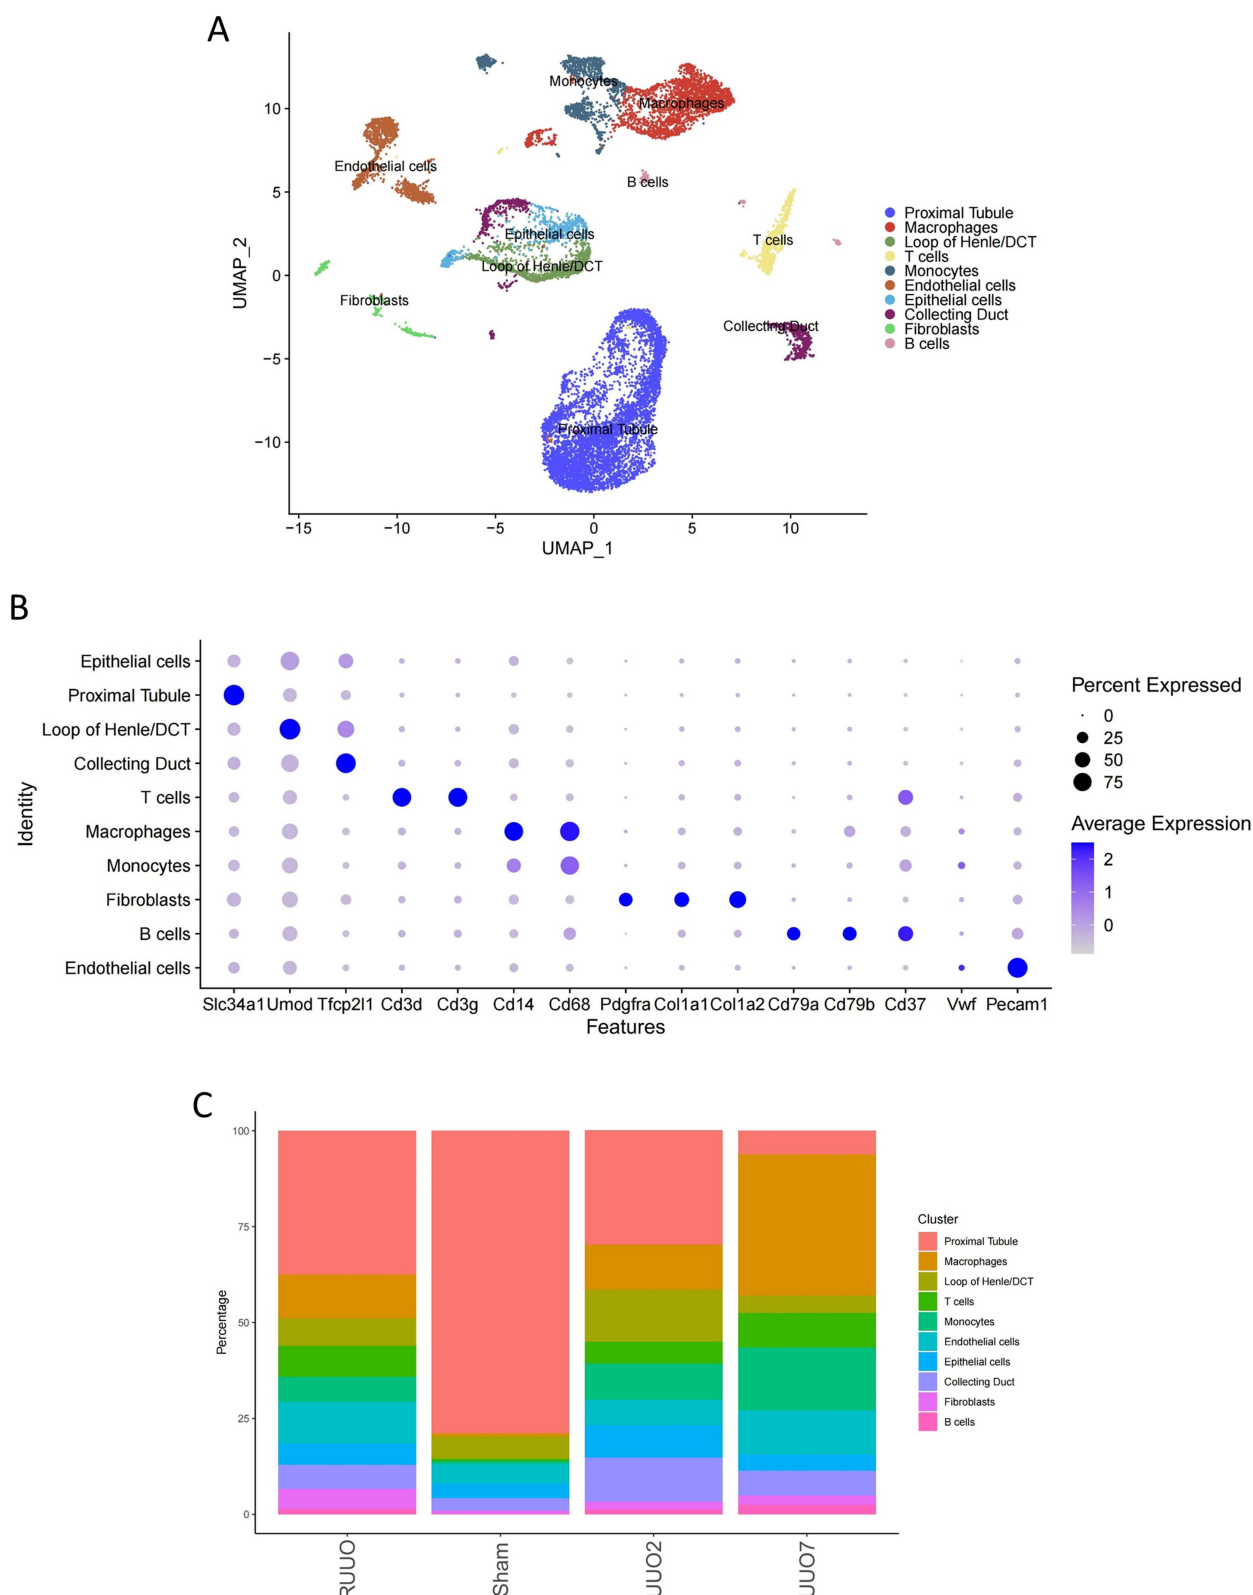 A
10
5
0
−5
−10
UMAP_2
−15
−10
−5
0
5
10
UMAP_1
Monocytes
Macrophages
Endothelial cells
B cells
Epithelial cells
T cells
Loop of Henle/DCT
Fibroblasts
Collecting Duct
Proximal Tubule
Proximal Tubule
Macrophages
Loop of Henle/DCT
T cells
Monocytes
Endothelial cells
Epithelial cells
Collecting Duct
Fibroblasts
B cells
B
Identity
Epithelial cells
Proximal Tubule
Loop of Henle/DCT
Collecting Duct
T cells
Macrophages
Monocytes
Fibroblasts
B cells
Endothelial cells
Slc34a1 Umod Tfcp2l1 Cd3d Cd3g Cd14 Cd68 Pdgfra Col1a1 Col1a2 Cd79a Cd79b Cd37 Vwf Pecam1
Features
Percent Expressed
0
25
50
75
Average Expression
2
1
0
C
Percentage
100
75
50
25
0
RUUO
Sham
UUO2
UUO7
Cluster
Proximal Tubule
Macrophages
Loop of Henle/DCT
T cells
Monocytes
Endothelial cells
Epithelial cells
Collecting Duct
Fibroblasts
B cells